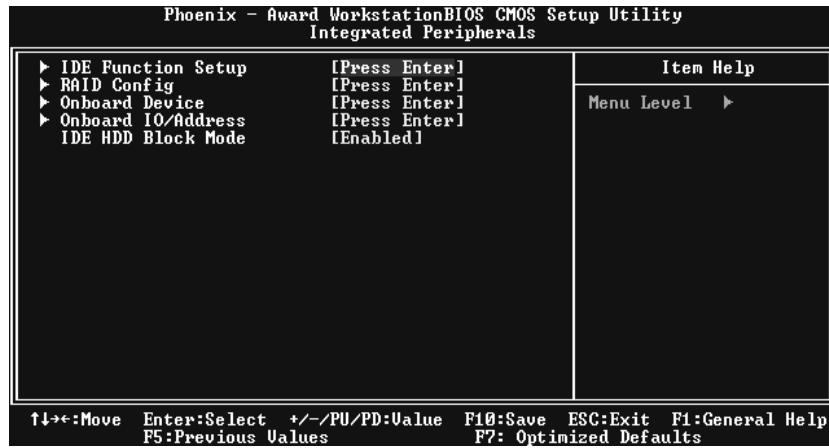 Phoenix - Award WorkstationBIOS CMOS Setup Utility
Integrated Peripherals
▶ IDE Function Setup [Press Enter]
▶ RAID Config [Press Enter]
▶ Onboard Device [Press Enter]
▶ Onboard IO/Address [Press Enter]
IDE HDD Block Mode [Enabled]
Item Help
Menu Level ▶
↑↓→←:Move Enter:Select +/-/PU/PD:Value F10:Save ESC:Exit F1:General Help
F5:Previous Values F7: Optimized Defaults